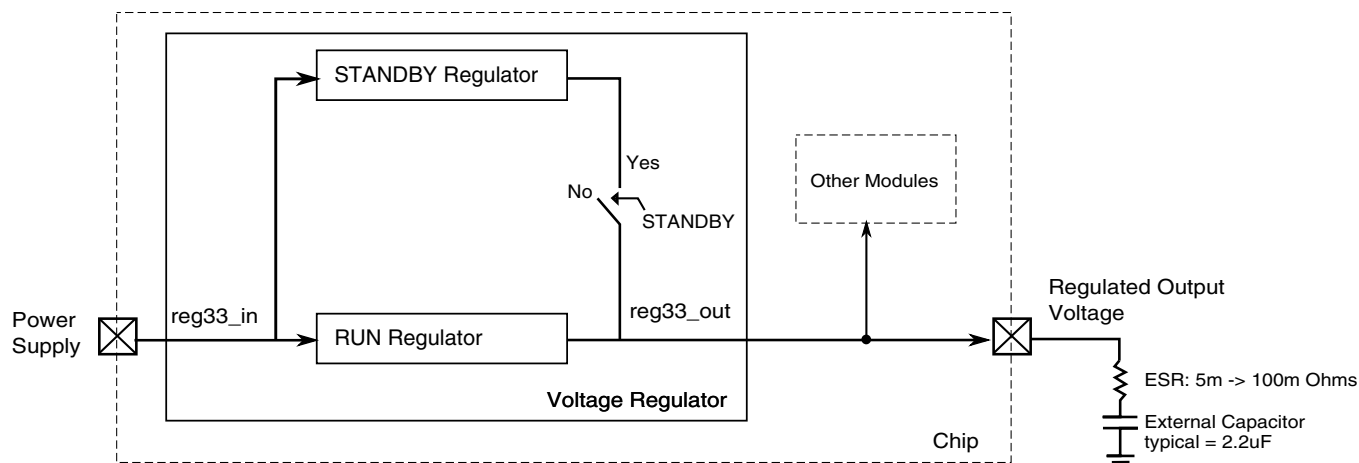 STANDBY Regulator
Yes
No
STANDBY
Other Modules
Power
Supply
reg33_in
RUN Regulator
reg33_out
Regulated Output
Voltage
Voltage Regulator
Chip
ESR: 5m -> 100m Ohms
External Capacitor
typical = 2.2uF